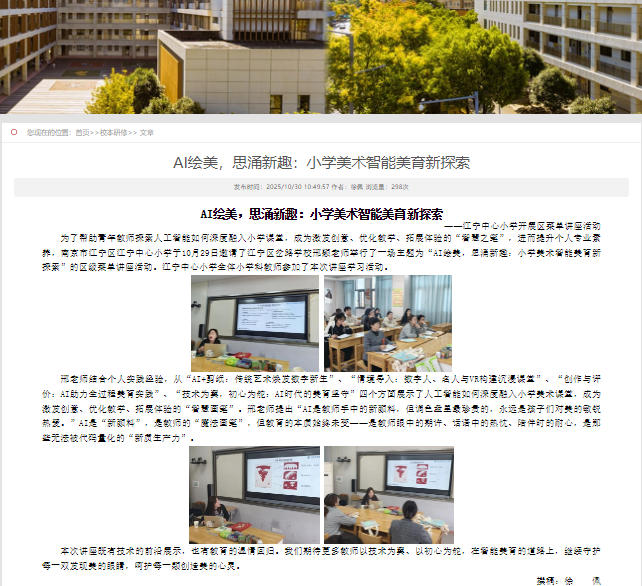 您现在的位置：首页>>校本研修>> 文章
AI绘美，思涌新趣：小学美术智能美育新探索
发布时间：2025/10/30 10:49:57 作者：徐佩 浏览量：298次
AI绘美，思涌新趣：小学美术智能美育新探索
——江宁中心小学开展区菜单讲座活动
为了帮助青年教师探索人工智能如何深度融入小学课堂，成为激发创意、优化教学、拓展体验的“智慧之笔”，进而提升个人专业素
养，南京市江宁区江宁中心小学于10月29日邀请了江宁区岔路学校邢颖老师举行了一场主题为“AI绘美，思涌新趣：小学美术智能美育新
探索”的区级菜单讲座活动。江宁中心小学全体小学科教师参加了本次讲座学习活动。
邢老师结合个人实践经验，从“AI+剪纸：传统艺术焕发数字新生”、“情境导入：数字人、名人与VR构建沉浸课堂”、“创作与评
价：AI助力全过程美育实践”、“技术为桨，初心为舵：AI时代的美育坚守”四个方面展示了人工智能如何深度融入小学美术课堂，成为
激发创意、优化教学、拓展体验的“智慧画笔”。邢老师提出“AI是教师手中的新颜料，但调色盘里最珍贵的，永远是孩子们对美的敏锐
热爱。”AI是“新颜料”，是教师的“魔法画笔”，但教育的本质始终未变——是教师眼中的期许、话语中的热忱、陪伴时的耐心，是那
些无法被代码量化的“新质生产力”。
本次讲座既有技术的前沿展示，也有教育的温情回归。我们期待更多教师以技术为桨、以初心为舵，在智能美育的道路上，继续守护
每一双发现美的眼睛，呵护每一颗创造美的心灵。
撰稿：徐　佩